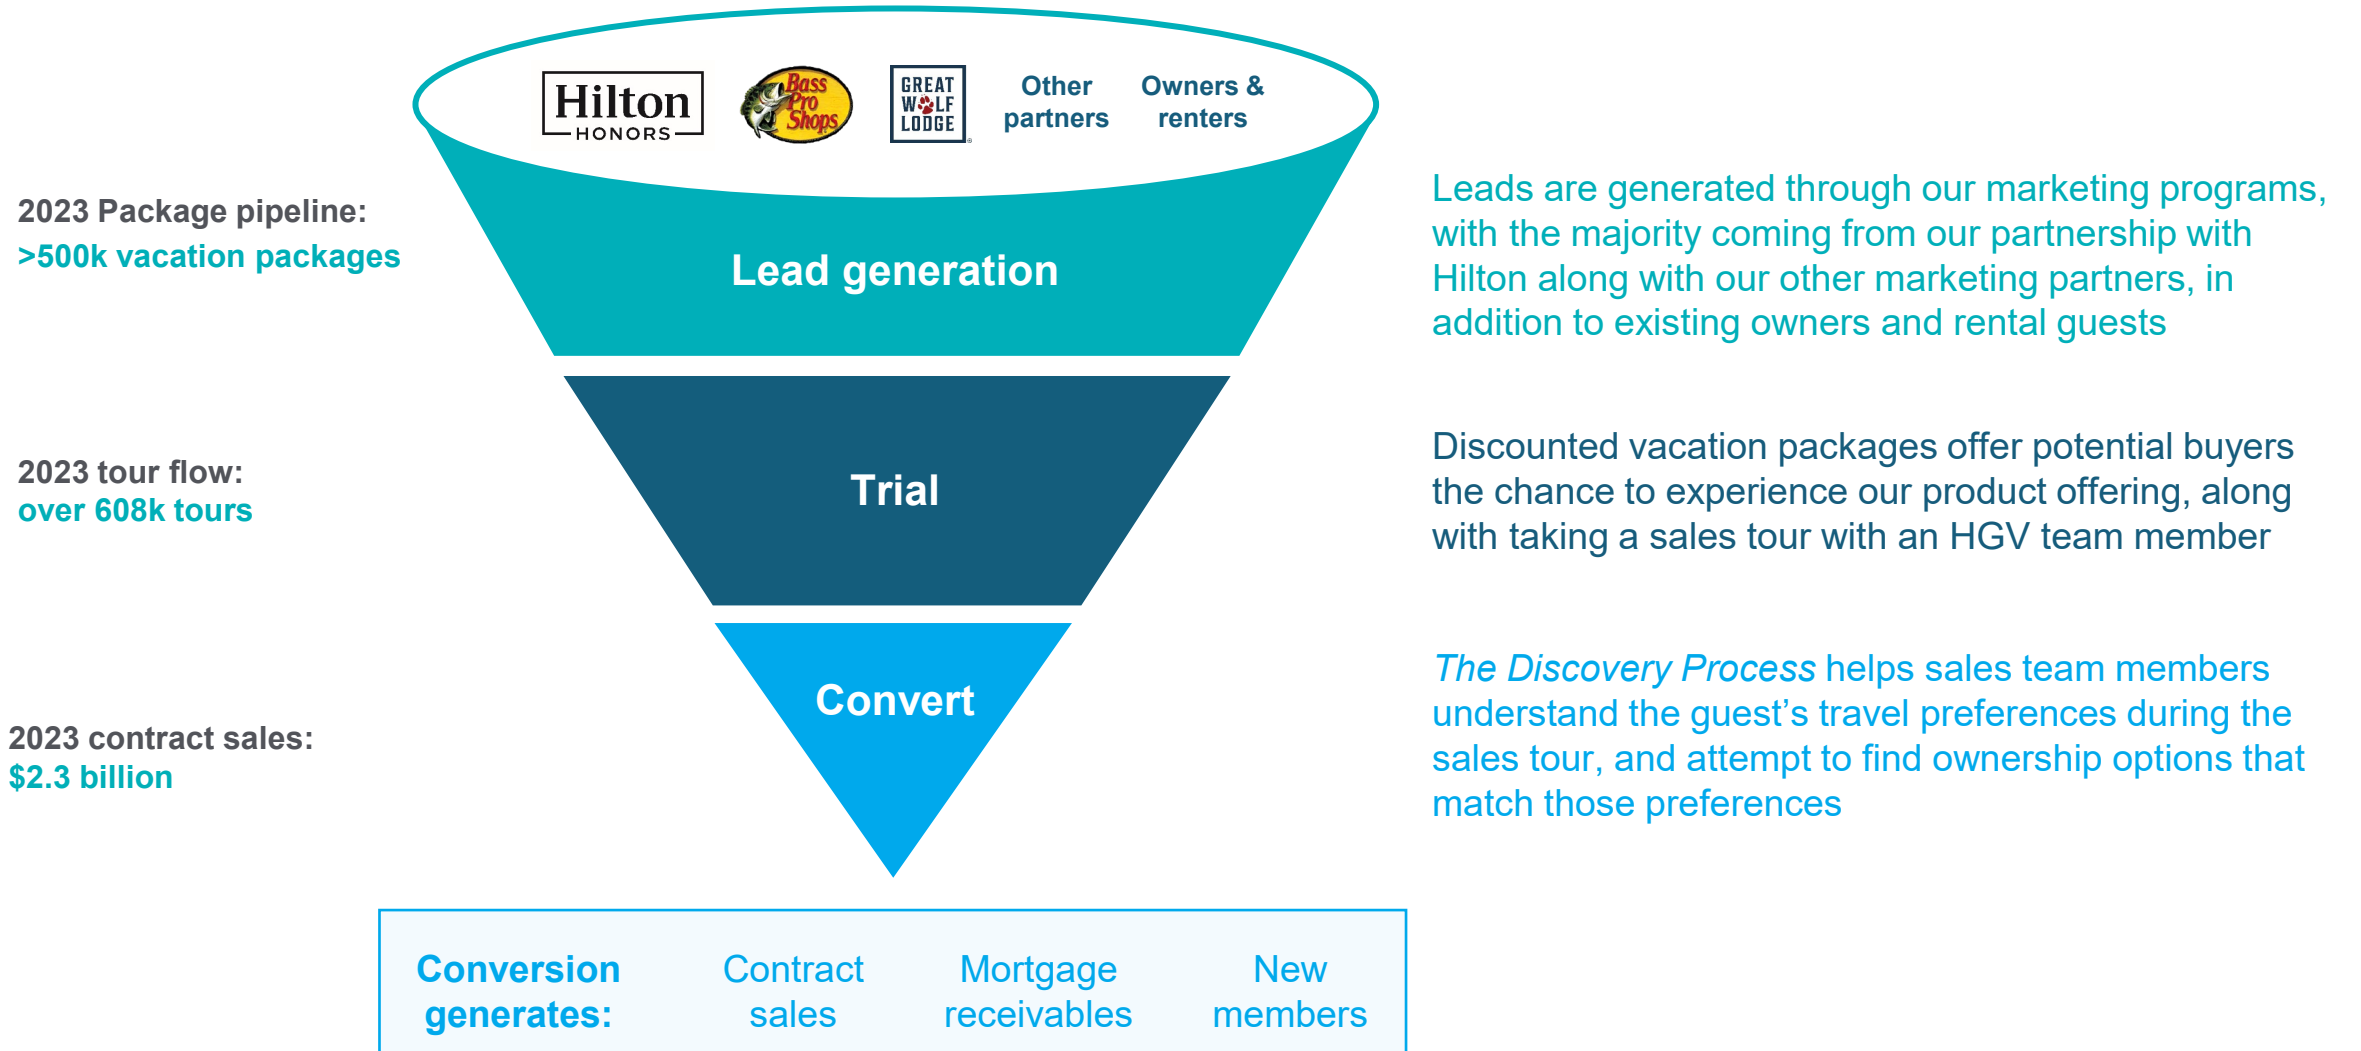 Hilton
HONORS
Bass
Pro
Shops
GREAT
WOLF
LODGE
®
Other
partners
Owners &
renters
2023 Package pipeline:
>500k vacation packages
Lead generation
Leads are generated through our marketing programs,
with the majority coming from our partnership with
Hilton along with our other marketing partners, in
addition to existing owners and rental guests
2023 tour flow:
over 608k tours
Trial
Discounted vacation packages offer potential buyers
the chance to experience our product offering, along
with taking a sales tour with an HGV team member
2023 contract sales:
$2.3 billion
Convert
The Discovery Process helps sales team members
understand the guest’s travel preferences during the
sales tour, and attempt to find ownership options that
match those preferences
Conversion
generates:
Contract
sales
Mortgage
receivables
New
members